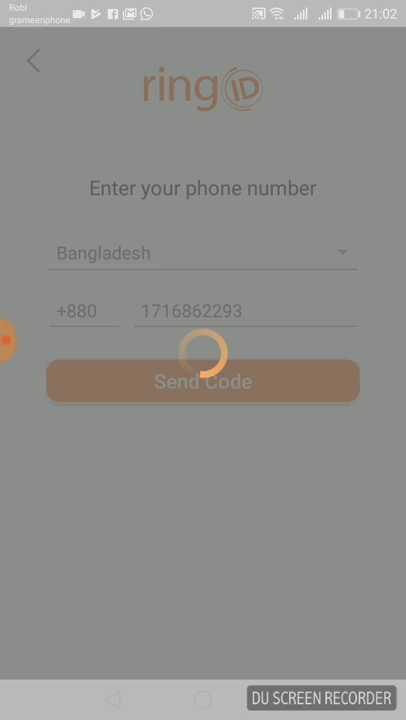 Robi
grameenphone
21:02
ringID
Enter your phone number
Bangladesh
+880 1716862293
Send Code
DU SCREEN RECORDER